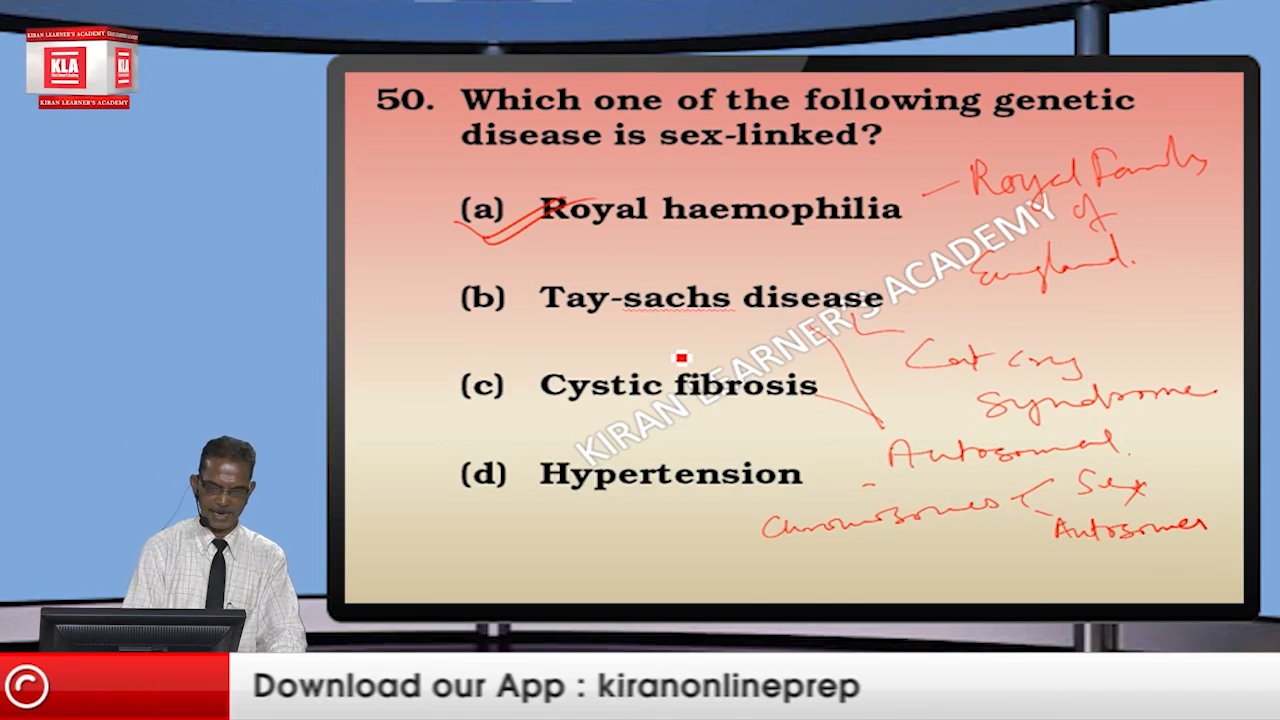 KIRAN LEARNER'S ACADEMY
KLA
KIRAN LEARNER'S ACADEMY
50. Which one of the following genetic
disease is sex-linked?
(a) Royal haemophilia
(b) Tay-sachs disease
(c) Cystic fibrosis
(d) Hypertension
Royal Family
of
England.
Cat cry
Syndrome
Autosomal.
Chromosomes
Sex
Autosomes
KIRAN LEARNER'S ACADEMY
Download our App : kiranonlineprep